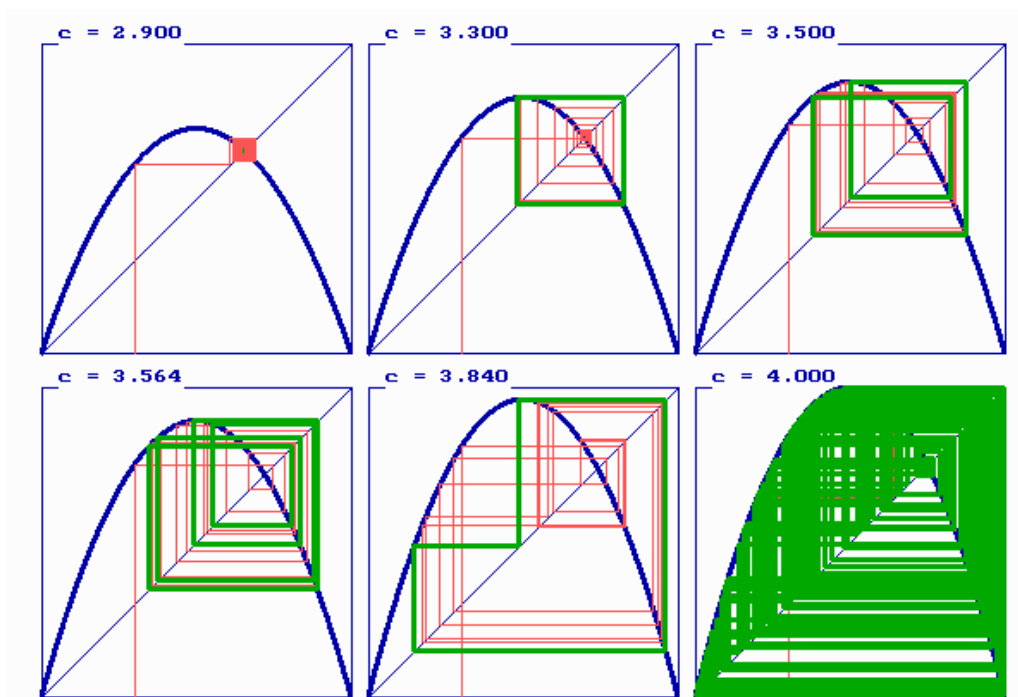 c = 2.900
c = 3.300
c = 3.500
c = 3.564
c = 3.840
c = 4.000